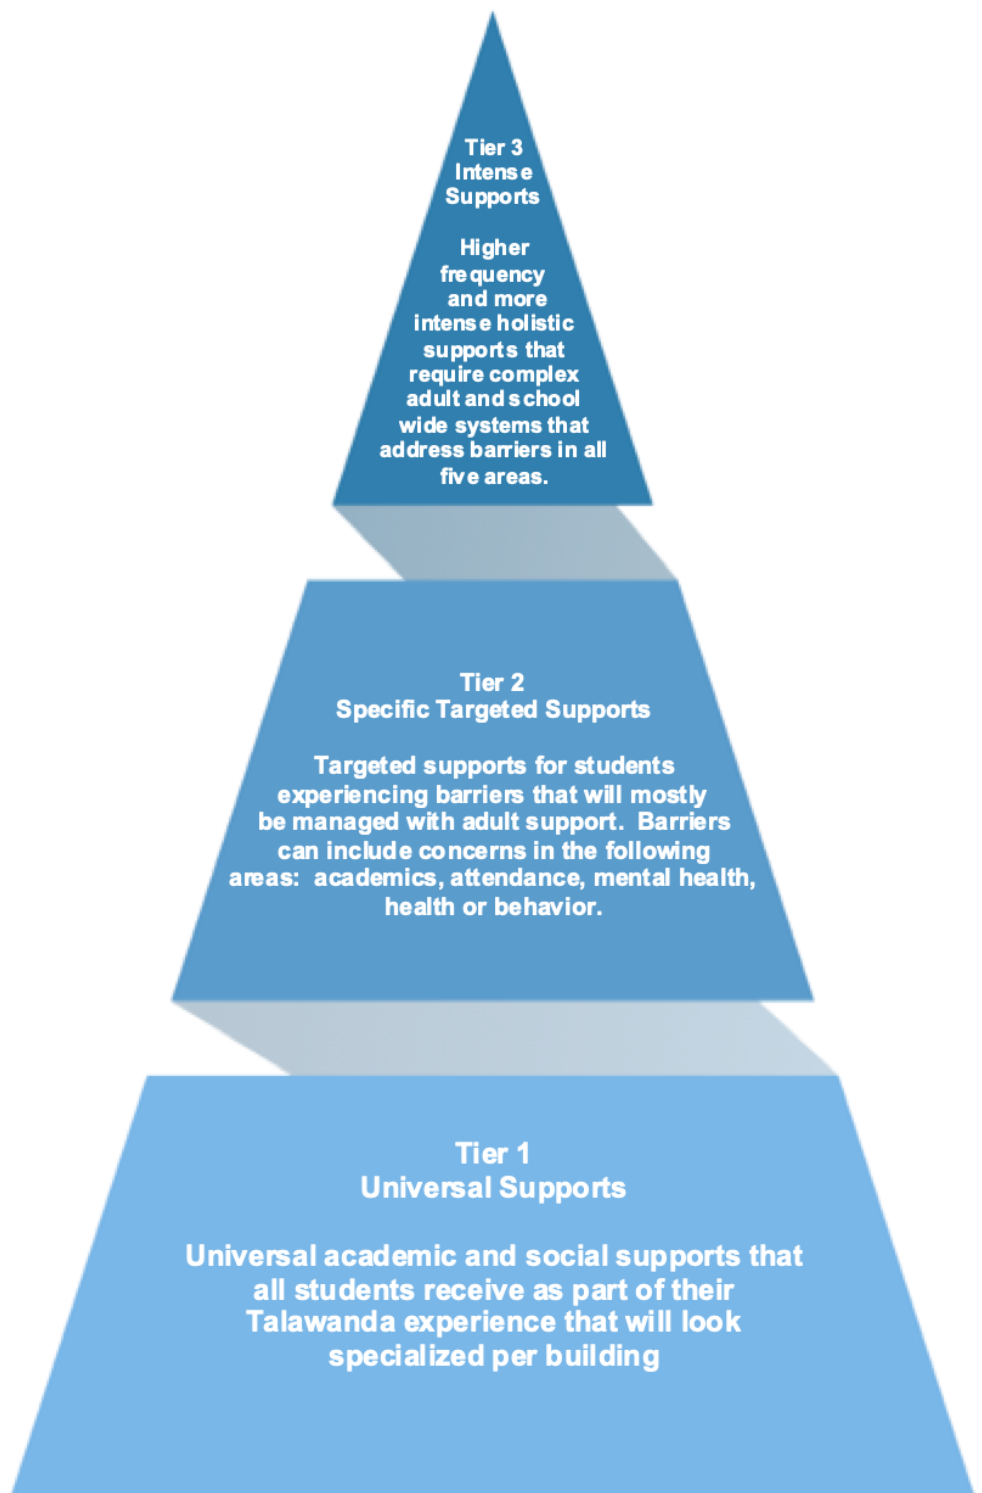 Tier 3
Intense
Supports
Higher
frequency
and more
intense holistic
supports that
require complex
adult and school
wide systems that
address barriers in all
five areas.
Tier 2
Specific Targeted Supports
Targeted supports for students
experiencing barriers that will mostly
be managed with adult support.  Barriers
can include concerns in the following
areas:  academics, attendance, mental health,
health or behavior.
Tier 1
Universal Supports
Universal academic and social supports that
all students receive as part of their
Talawanda experience that will look
specialized per building